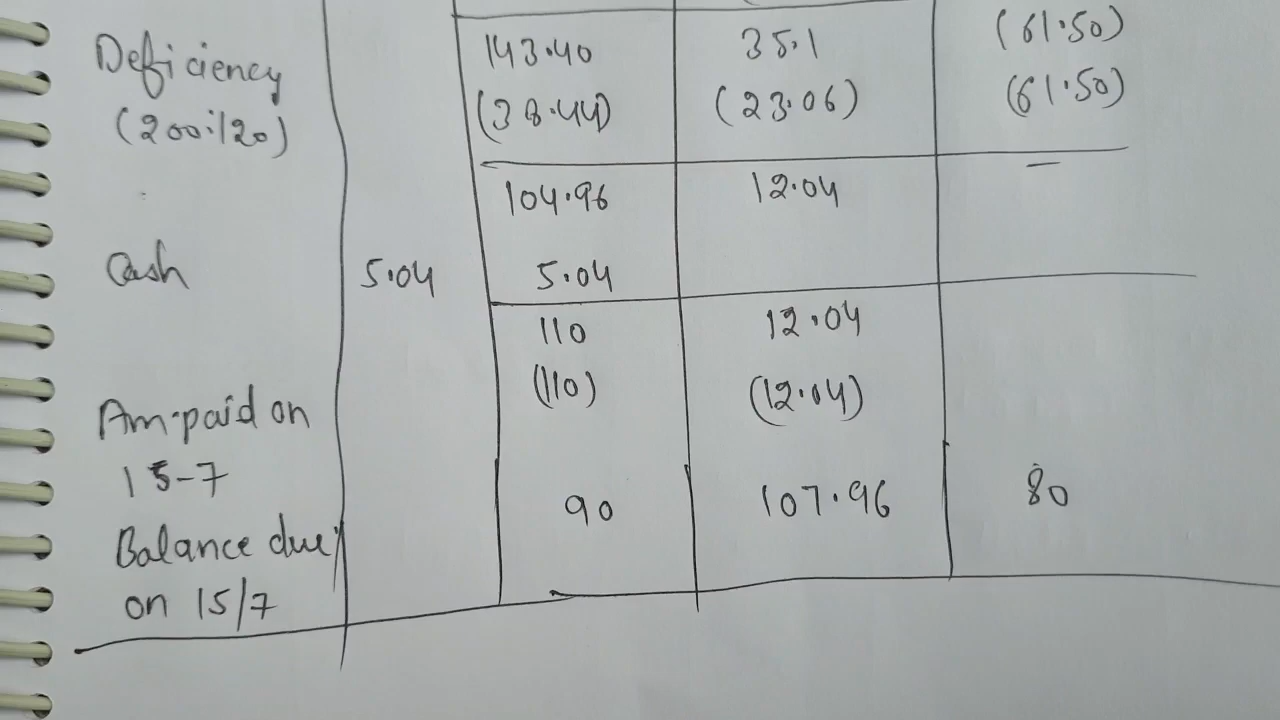 143.40 35.1 (61.50)
Deficiency (38.44) (23.06) (61.50)
(200:120)
—
104.96 12.04
Cash 5.04 5.04
110 12.04
(110) (12.04)
Am.paid on
15-7
90 107.96 80
Balance due
on 15/7